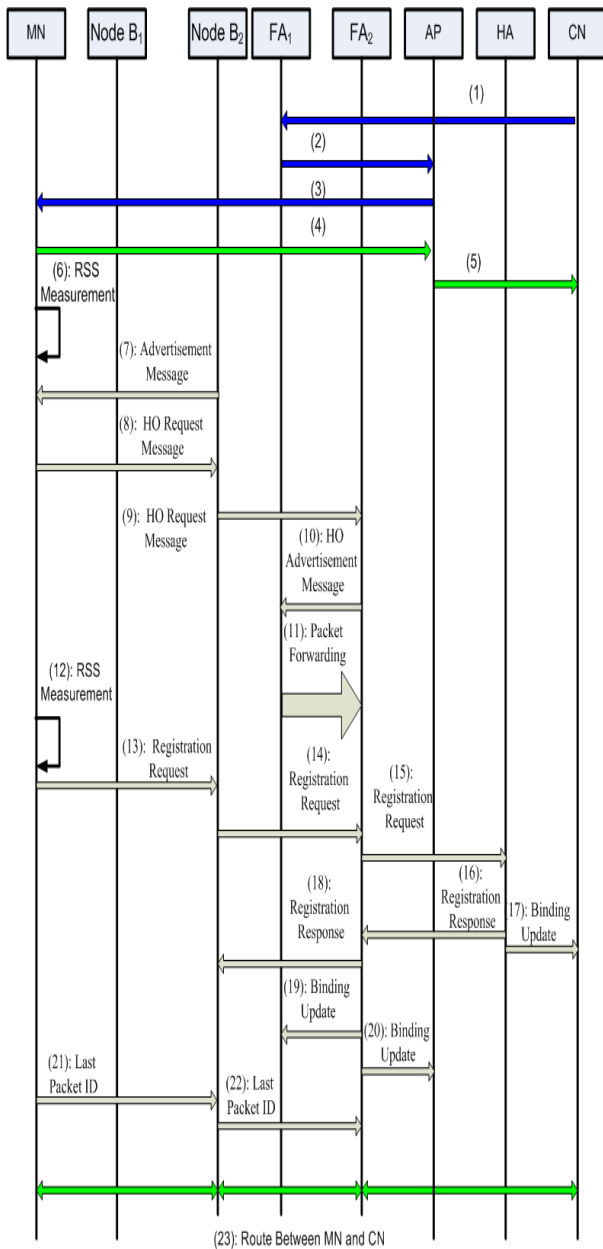 MN
Node B₁
Node B₂
FA₁
FA₂
AP
HA
CN
(1)
(2)
(3)
(4)
(5)
(6): RSS
Measurement
(7): Advertisement
Message
(8): HO Request
Message
(9): HO Request
Message
(10): HO
Advertisement
Message
(11): Packet
Forwarding
(12): RSS
Measurement
(13): Registration
Request
(14):
Registration
Request
(15):
Registration
Request
(16):
Registration
Response
(17): Binding
Update
(18):
Registration
Response
(19): Binding
Update
(20): Binding
Update
(21): Last
Packet ID
(22): Last
Packet ID
(23): Route Between MN and CN